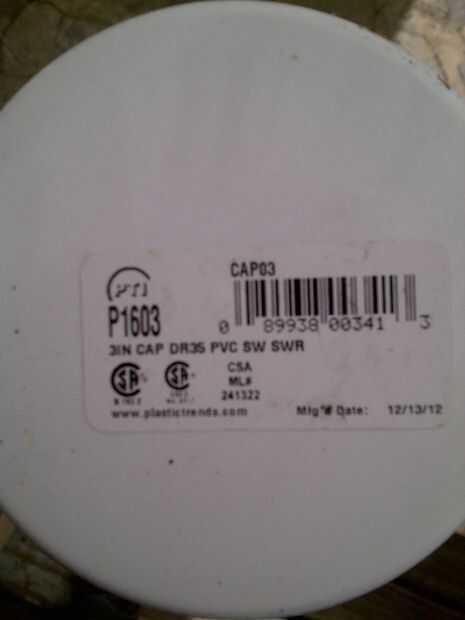 CAP03
PTI
P1603
0 89938 00341 3
3IN CAP DR35 PVC SW SWR
CSA
ML#
241322
www.plastictrends.com
Mfg Date: 12/13/12